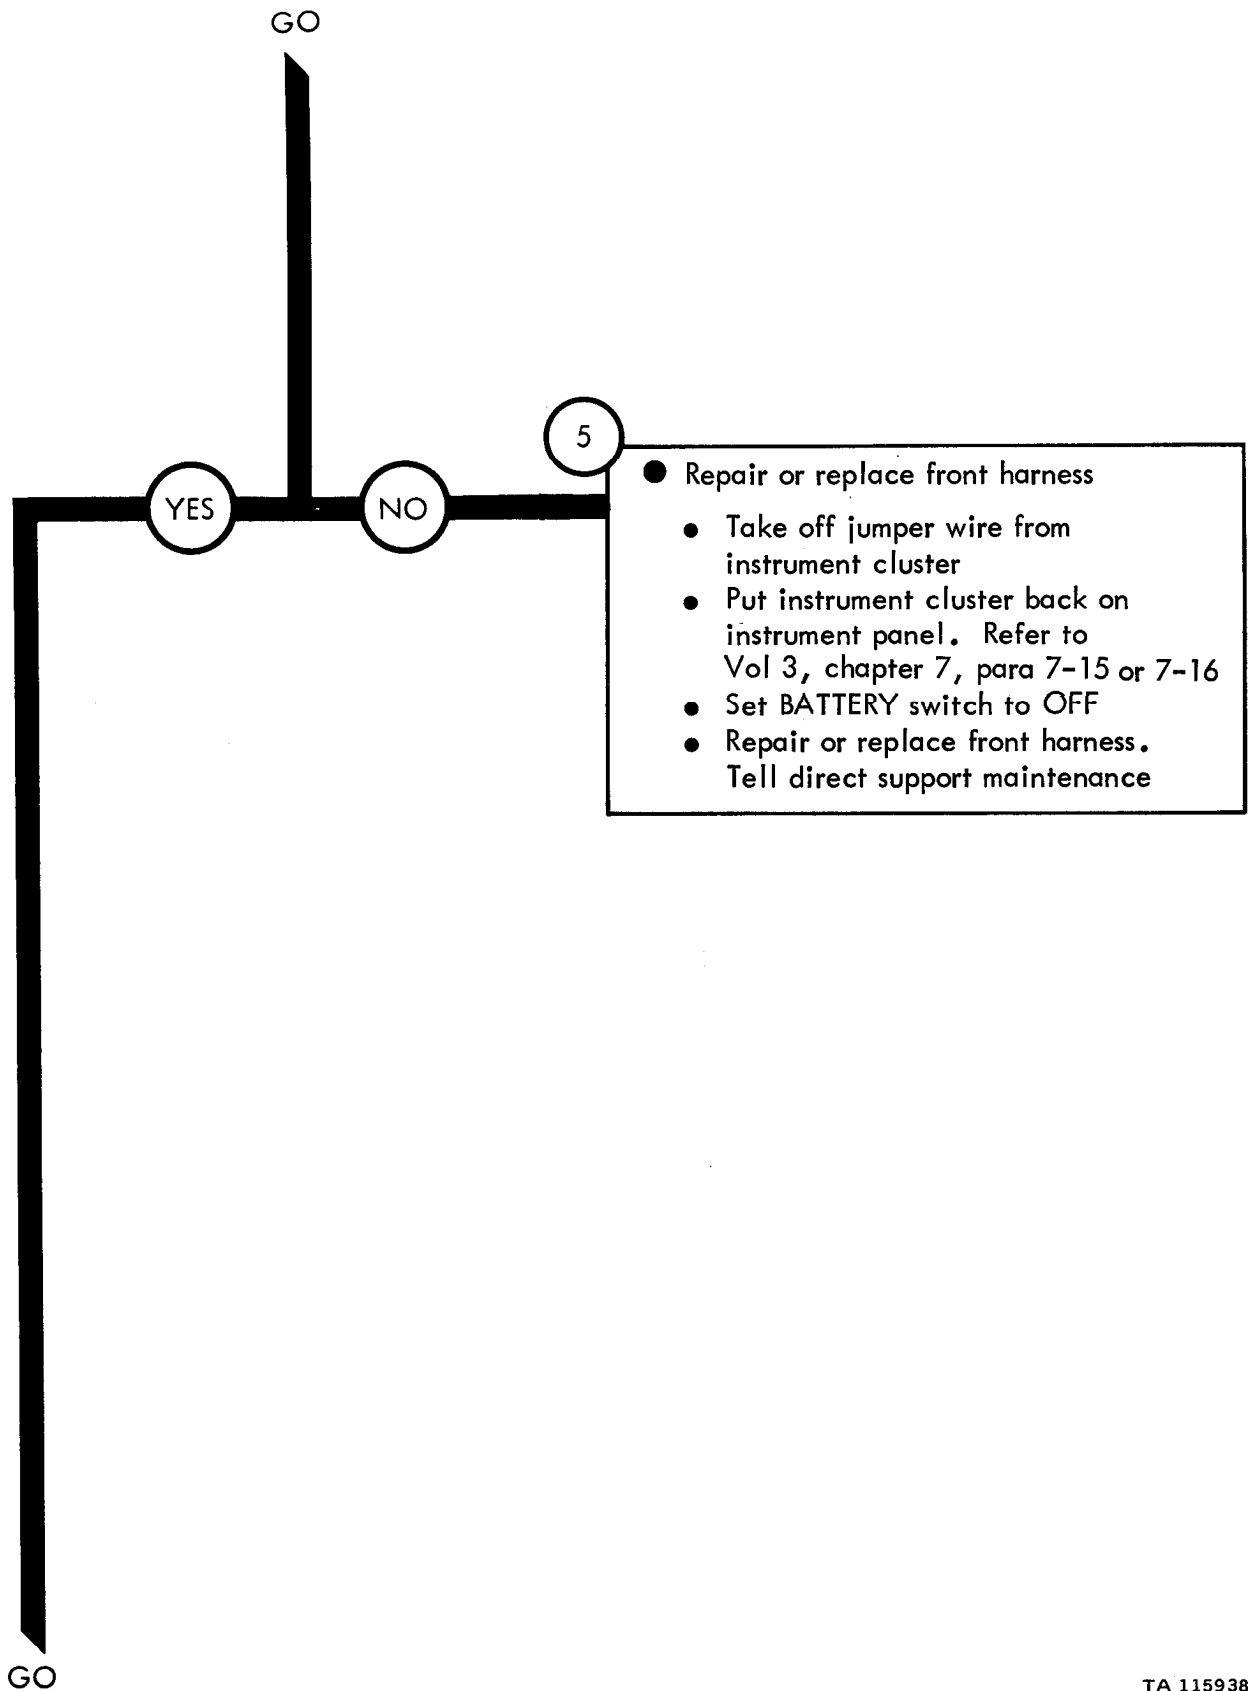 GO
5
YES
NO
● Repair or replace front harness
● Take off jumper wire from
instrument cluster
● Put instrument cluster back on
instrument panel. Refer to
Vol 3, chapter 7, para 7-15 or 7-16
● Set BATTERY switch to OFF
● Repair or replace front harness.
Tell direct support maintenance
GO
TA 115938